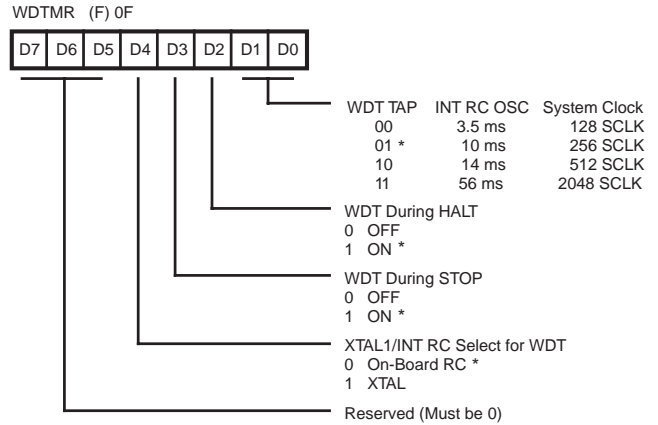 WDTMR (F) 0F
D7 D6 D5 D4 D3 D2 D1 D0
WDT TAP INT RC OSC System Clock
00 3.5 ms 128 SCLK
01 * 10 ms 256 SCLK
10 14 ms 512 SCLK
11 56 ms 2048 SCLK
WDT During HALT
0 OFF
1 ON *
WDT During STOP
0 OFF
1 ON *
XTAL1/INT RC Select for WDT
0 On-Board RC *
1 XTAL
Reserved (Must be 0)